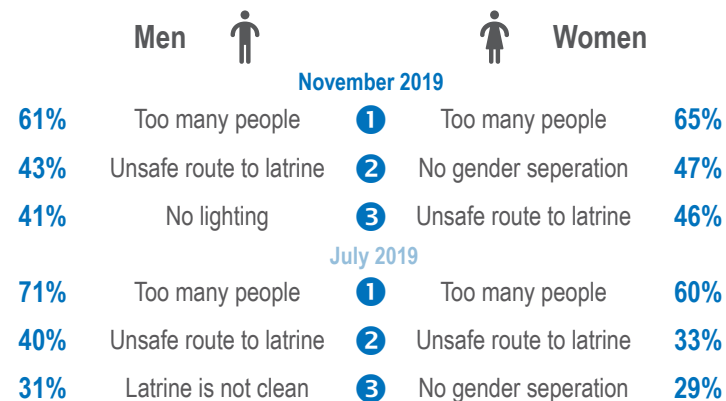 Men Women
November 2019
61% Too many people 1 Too many people 65%
43% Unsafe route to latrine 2 No gender seperation 47%
41% No lighting 3 Unsafe route to latrine 46%
July 2019
71% Too many people 1 Too many people 60%
40% Unsafe route to latrine 2 Unsafe route to latrine 33%
31% Latrine is not clean 3 No gender seperation 29%